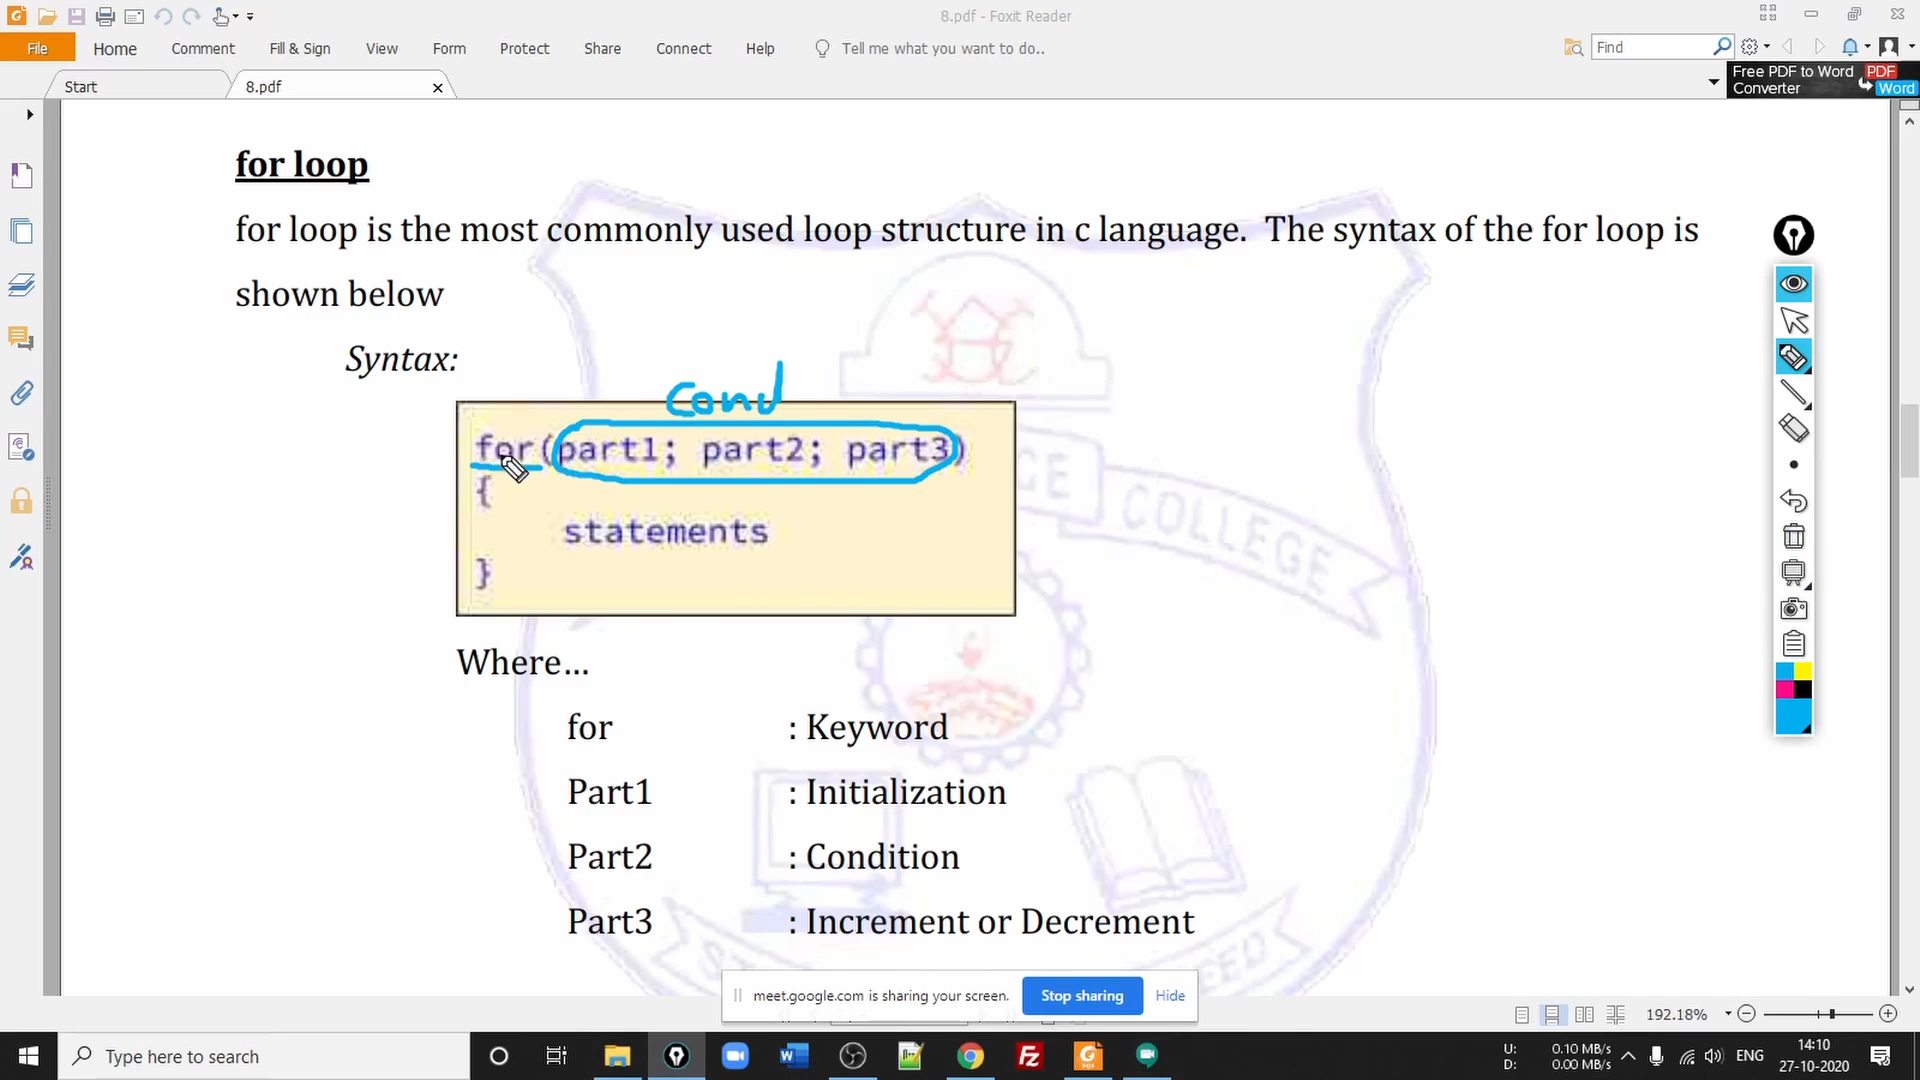 8.pdf - Foxit Reader
File Home Comment Fill & Sign View Form Protect Share Connect Help Tell me what you want to do.. Find
Start 8.pdf
Free PDF to Word PDF
Converter Word
for loop
for loop is the most commonly used loop structure in c language. The syntax of the for loop is
shown below
Syntax:
Cond
for(part1; part2; part3)
{
statements
}
Where...
for : Keyword
Part1 : Initialization
Part2 : Condition
Part3 : Increment or Decrement
COLLEGE
meet.google.com is sharing your screen. Stop sharing Hide
192.18%
Type here to search
U: 0.10 MB/s
D: 0.00 MB/s
ENG
14:10
27-10-2020